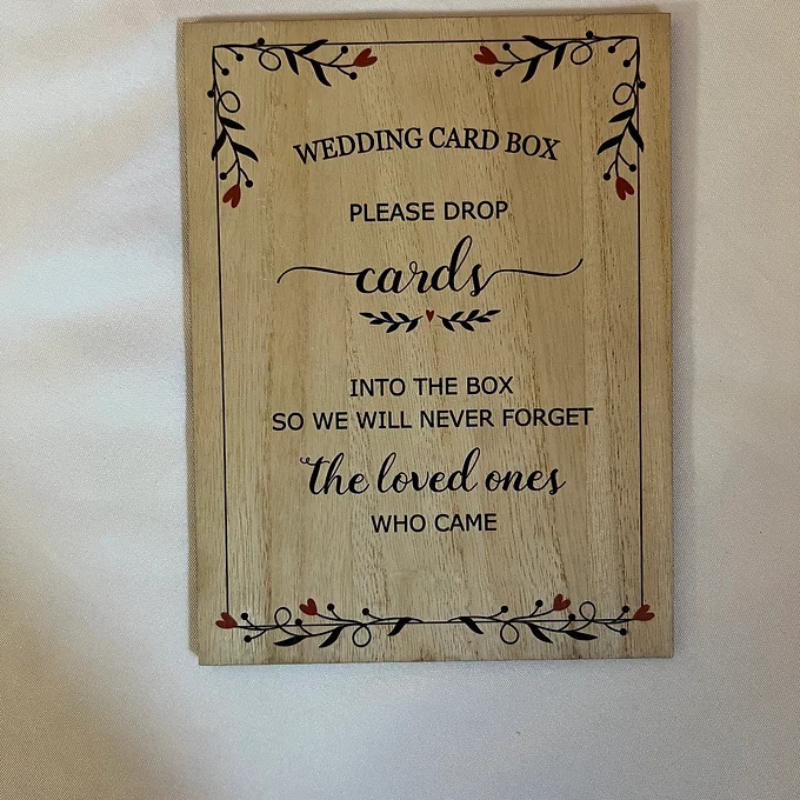 WEDDING CARD BOX
PLEASE DROP
cards
INTO THE BOX
SO WE WILL NEVER FORGET
the loved ones
WHO CAME